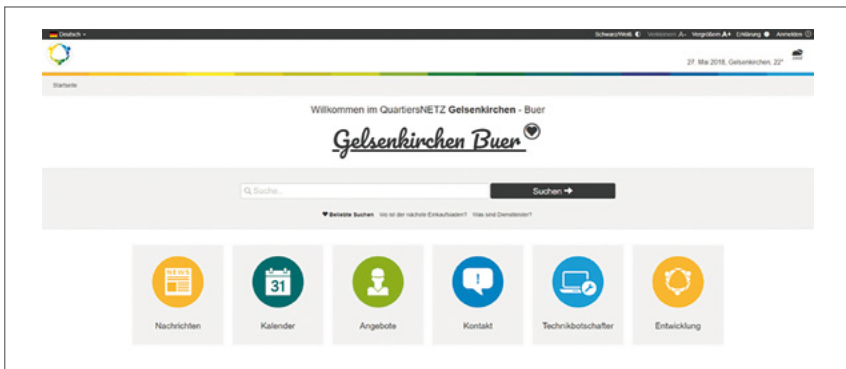 Deutsch
Schwarz/Weiß Verkleinern A- Vergrößern A+ Erklärung Anmelden
27. Mai 2018, Gelsenkirchen, 22°
Startseite
Willkommen im QuartiersNETZ Gelsenkirchen - Buer
Gelsenkirchen Buer
Suche..
Suchen
Beliebte Suchen Wo ist der nächste Einkaufsladen? Was sind Dienstleister?
NEWS
31
Nachrichten
Kalender
Angebote
Kontakt
Technikbotschafter
Entwicklung